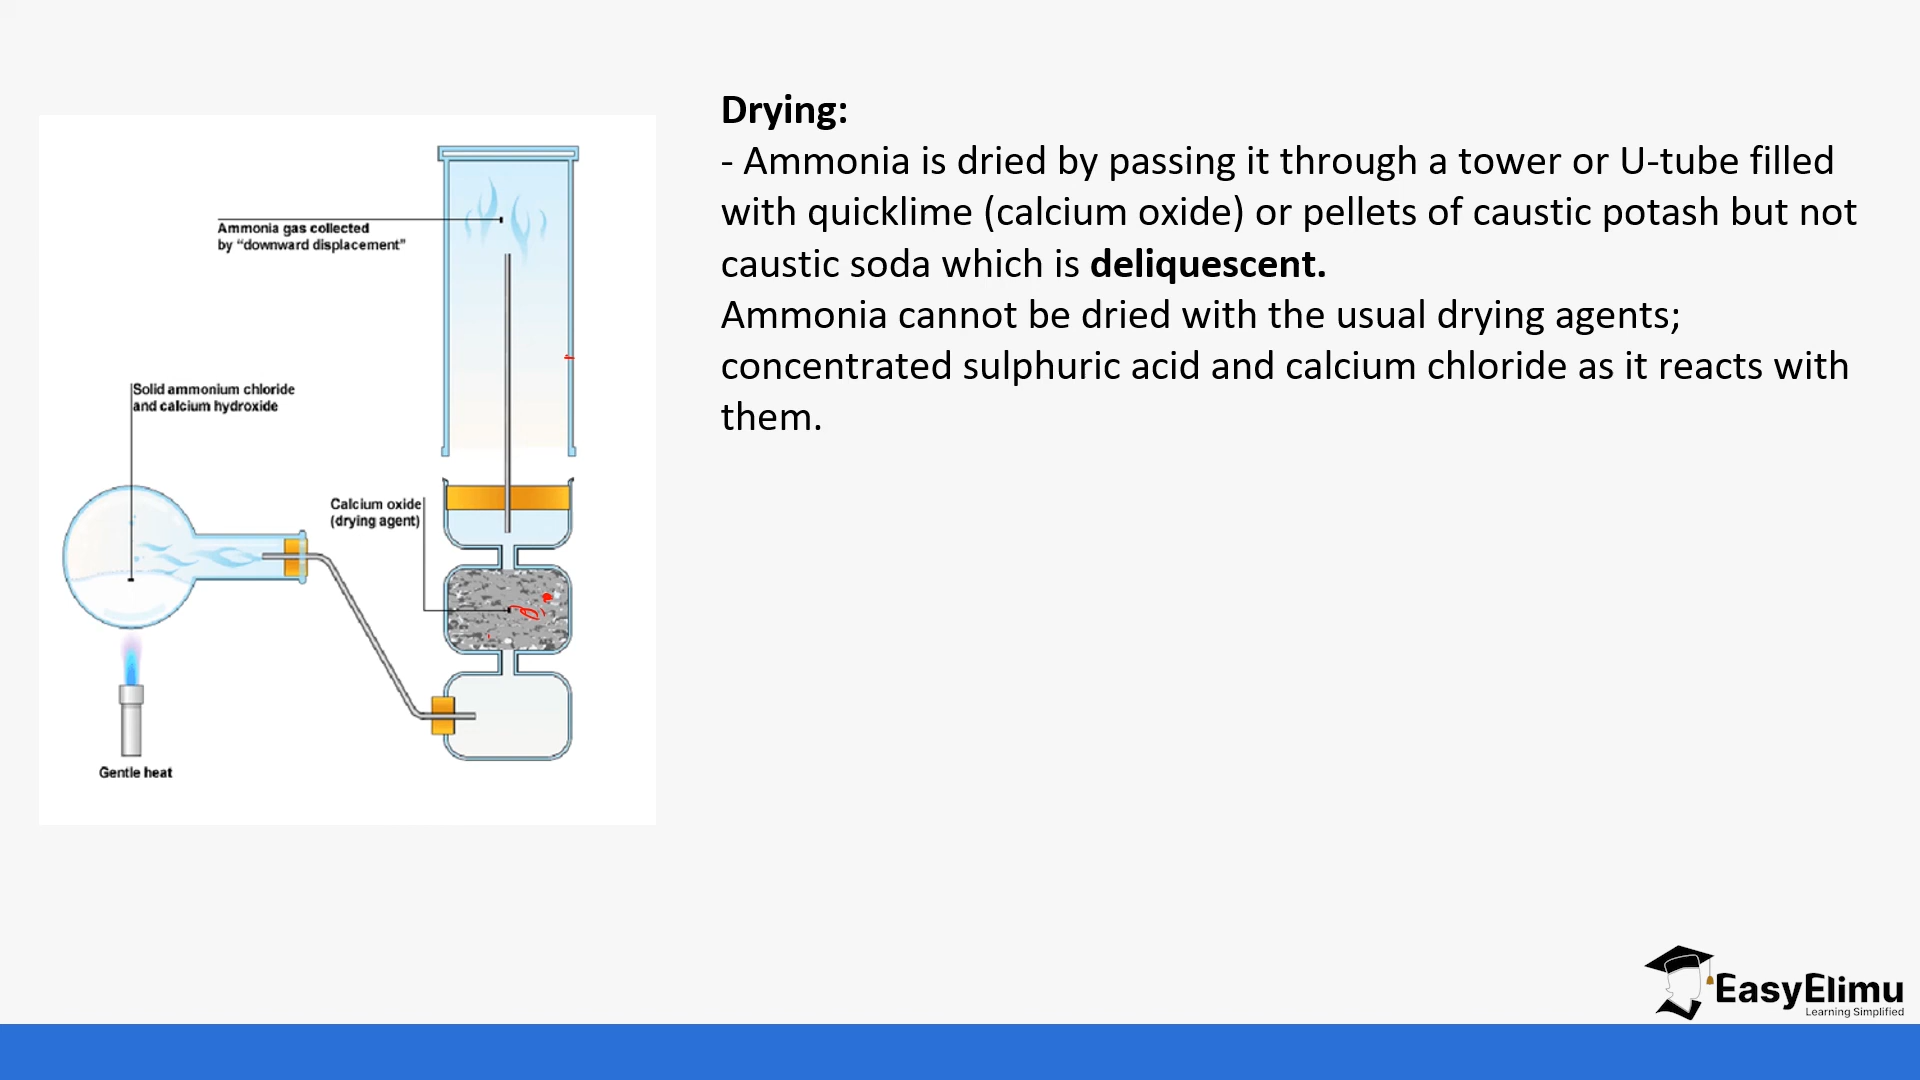 Drying:
- Ammonia is dried by passing it through a tower or U-tube filled
with quicklime (calcium oxide) or pellets of caustic potash but not
caustic soda which is deliquescent.
Ammonia cannot be dried with the usual drying agents;
concentrated sulphuric acid and calcium chloride as it reacts with
them.
Ammonia gas collected
by “downward displacement”
Solid ammonium chloride
and calcium hydroxide
Calcium oxide
(drying agent)
Gentle heat
EasyElimu
Learning Simplified